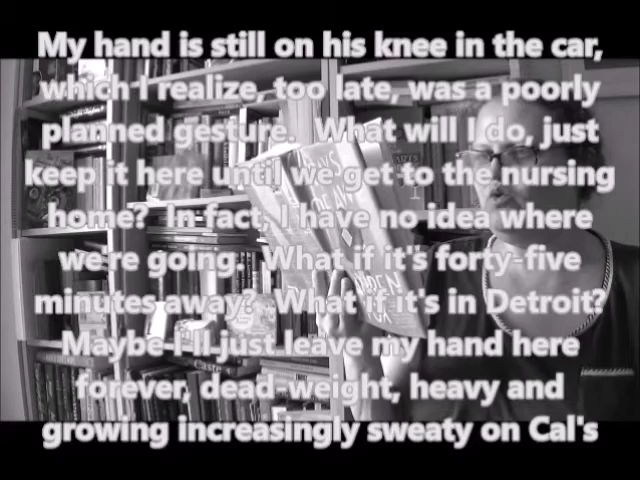 My hand is still on his knee in the car,
which I realize, too late, was a poorly
planned gesture.  What will I do, just
keep it here until we get to the nursing
home?  In fact, I have no idea where
we're going.  What if it's forty-five
minutes away?  What if it's in Detroit?
Maybe I'll just leave my hand here
forever, dead-weight, heavy and
growing increasingly sweaty on Cal's